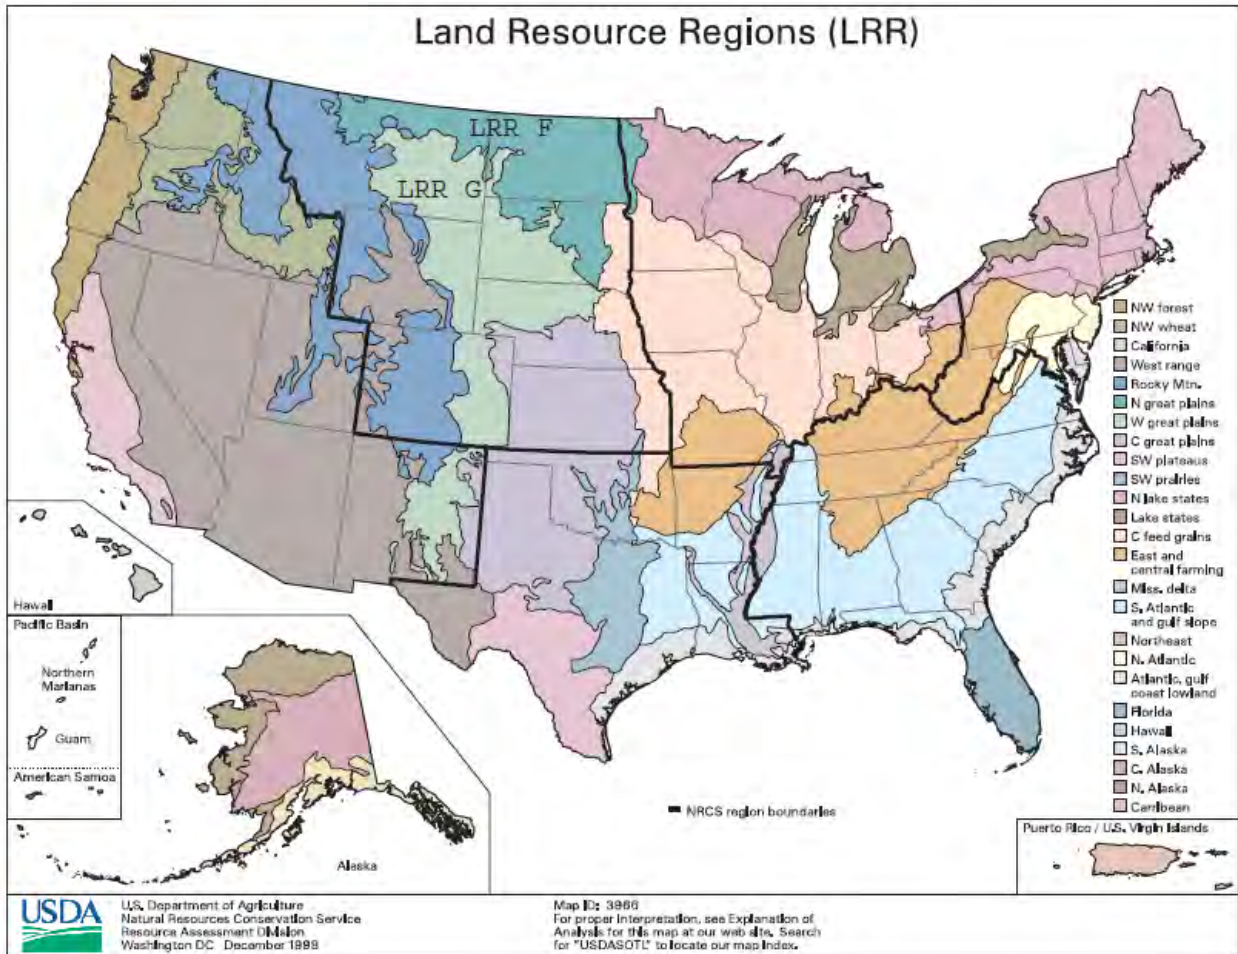 Land Resource Regions (LRR)
LRR F
LRR G
NW forest
NW wheat
California
West range
Rocky Mtn.
N great plains
W great plains
C great plains
SW plateaus
SW prairies
N lake states
Lake states
C feed grains
East and
central farming
Miss. delta
S. Atlantic
and gulf slope
Northeast
N. Atlantic
Atlantic, gulf
coast lowland
Florida
Hawaii
S. Alaska
C. Alaska
N. Alaska
Carribean
Hawaii
Pacific Basin
Northern
Marianas
Guam
American Samoa
Alaska
NRCS region boundaries
Puerto Rico / U.S. Virgin Islands
USDA
U.S. Department of Agriculture
Natural Resources Conservation Service
Resource Assessment Division
Washington DC December 1999
Map ID: 3966
For proper interpretation, see Explanation of
Analysis for this map at our web site. Search
for "USDASOTL" to locate our map index.